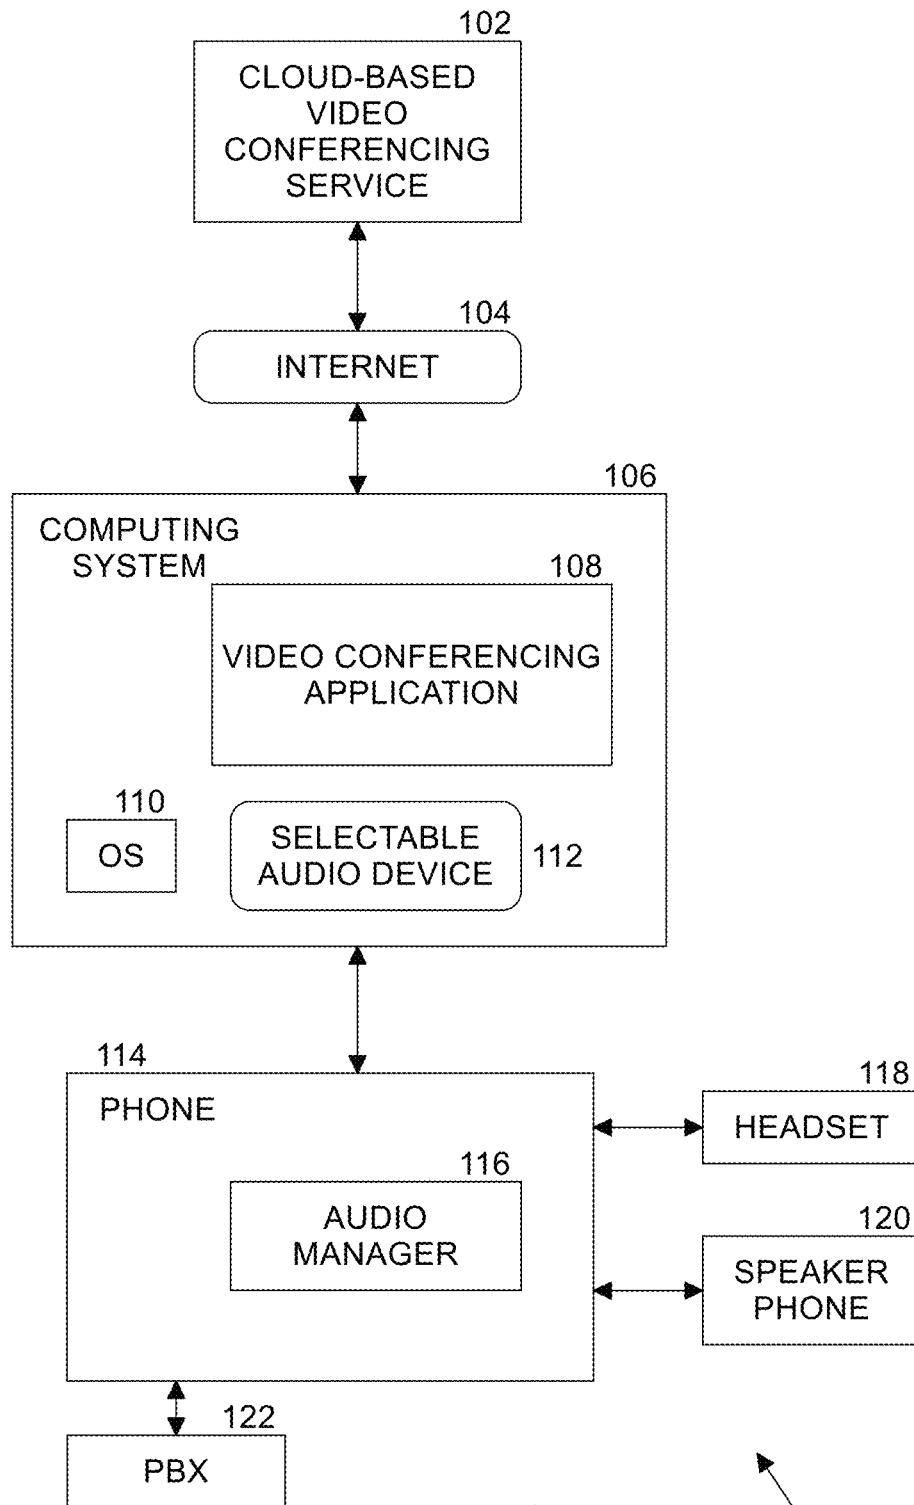 102
CLOUD-BASED
VIDEO
CONFERENCING
SERVICE
104
INTERNET
106
COMPUTING
SYSTEM
108
VIDEO CONFERENCING
APPLICATION
110
OS
SELECTABLE
AUDIO DEVICE
112
114
PHONE
116
AUDIO
MANAGER
118
HEADSET
120
SPEAKER
PHONE
122
PBX